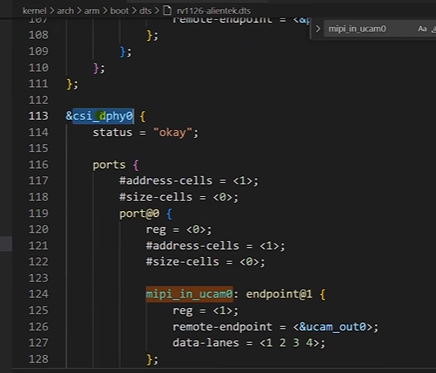 kernel > arch > arm > boot > dts > rv1126-alientek.dts
mipi_in_ucam0
Aa
107 remote-endpoint = <&
108 };
109 };
110 };
111 };
112
113 &csi_dphy0 {
114 status = "okay";
115
116 ports {
117 #address-cells = <1>;
118 #size-cells = <0>;
119 port@0 {
120 reg = <0>;
121 #address-cells = <1>;
122 #size-cells = <0>;
123
124 mipi_in_ucam0: endpoint@1 {
125 reg = <1>;
126 remote-endpoint = <&ucam_out0>;
127 data-lanes = <1 2 3 4>;
128 };